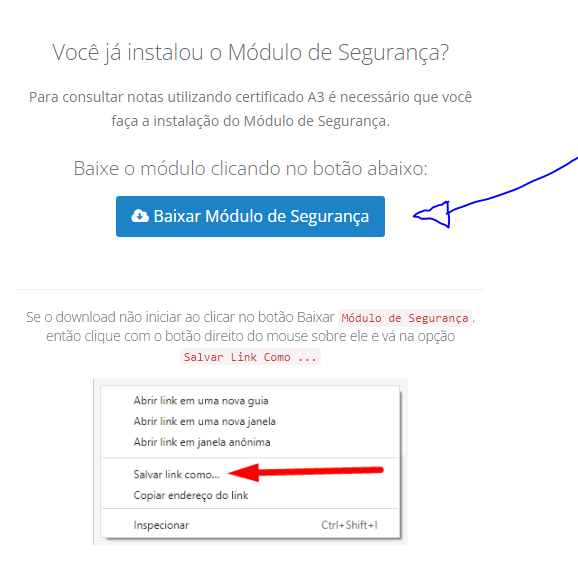 Você já instalou o Módulo de Segurança?
Para consultar notas utilizando certificado A3 é necessário que você
faça a instalação do Módulo de Segurança.
Baixe o módulo clicando no botão abaixo:
Baixar Módulo de Segurança
Se o download não iniciar ao clicar no botão Baixar Módulo de Segurança,
então clique com o botão direito do mouse sobre ele e vá na opção
Salvar Link Como ...
Abrir link em uma nova guia
Abrir link em uma nova janela
Abrir link em janela anônima
Salvar link como...
Copiar endereço do link
Inspecionar Ctrl+Shift+I